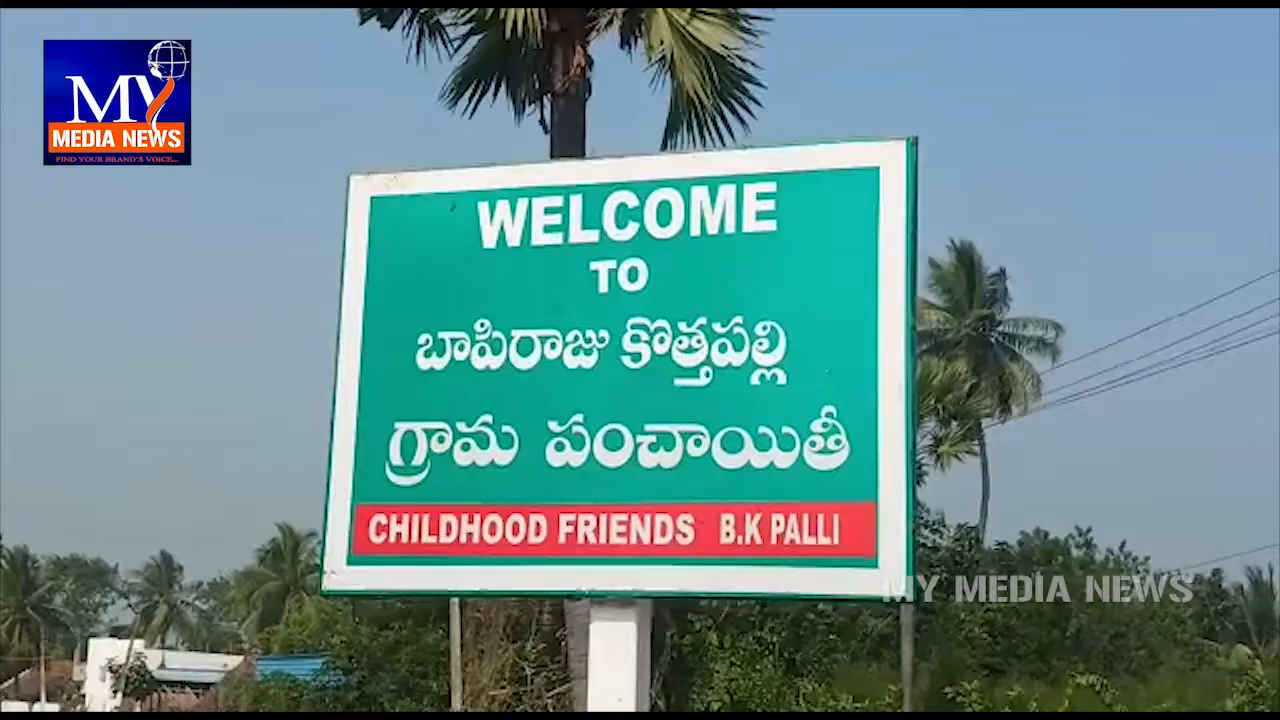 MY
MEDIA NEWS
FIND YOUR BRAND'S VOICE...
WELCOME
TO
బాపిరాజు కొత్తపల్లి
గ్రామ పంచాయితీ
CHILDHOOD FRIENDS B.K PALLI
MY MEDIA NEWS